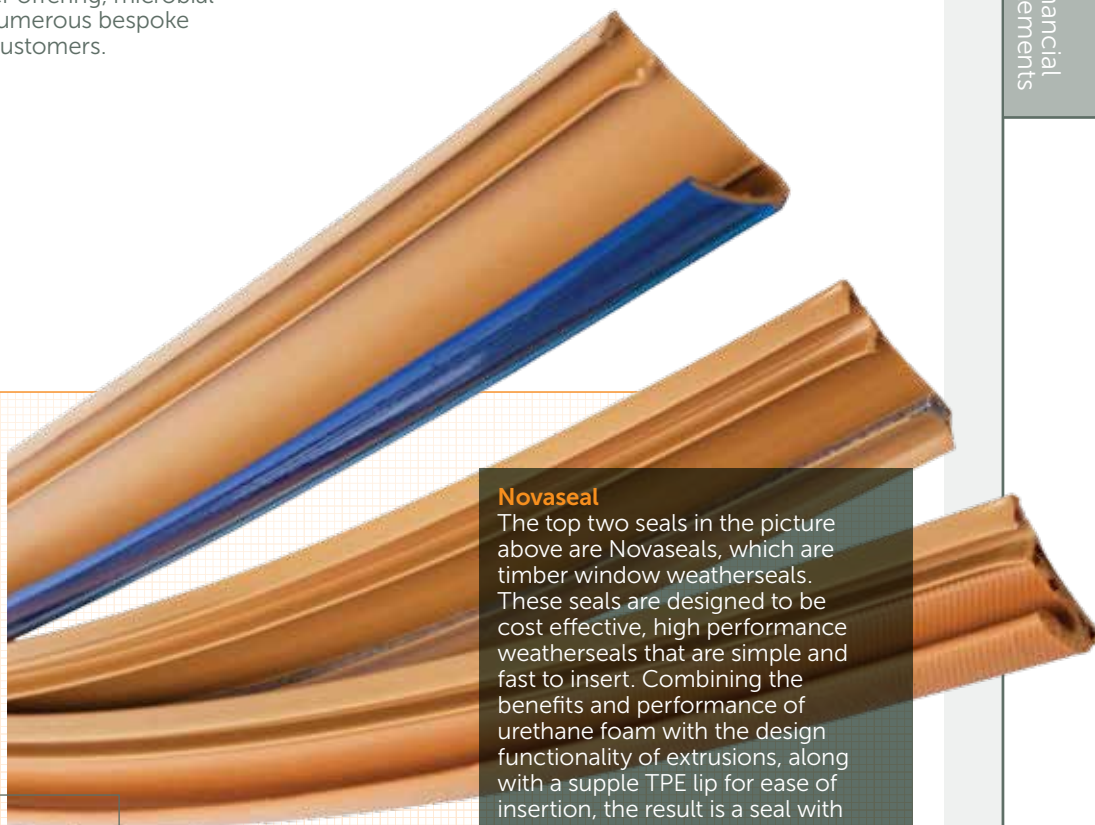 offering, microbial
umerous bespoke
ustomers.
ancial
ements
Novaseal
The top two seals in the picture
above are Novaseals, which are
timber window weatherseals.
These seals are designed to be
cost effective, high performance
weatherseals that are simple and
fast to insert. Combining the
benefits and performance of
urethane foam with the design
functionality of extrusions, along
with a supple TPE lip for ease of
insertion, the result is a seal with